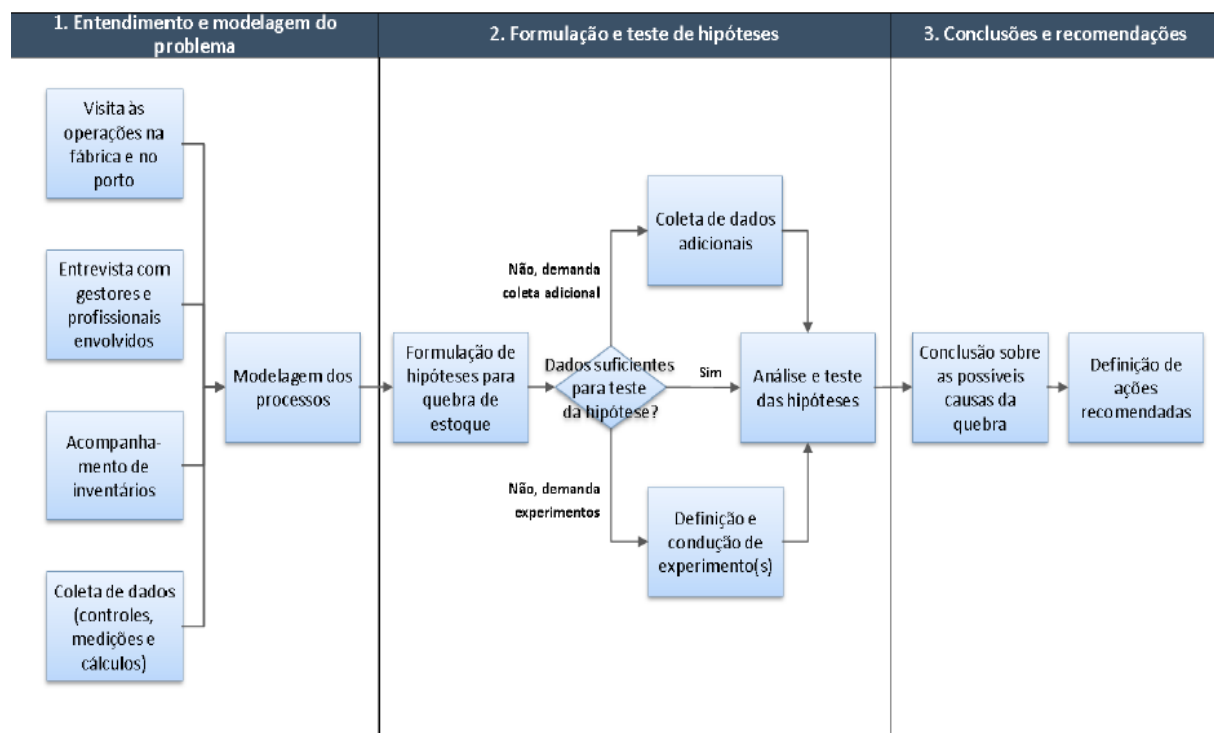 1. Entendimento e modelagem do
problema
2. Formulação e teste de hipóteses
3. Conclusões e recomendações
Visita às
operações na
fábrica e no
porto
Entrevista com
gestores e
profissionais
envolvidos
Acompanha-
mento de
inventários
Coleta de dados
(controles,
medições e
cálculos)
Modelagem dos
processos
Formulação de
hipóteses para
quebra de
estoque
Dados suficientes
para teste
da hipótese?
Não, demanda
coleta adicional
Coleta de dados
adicionais
Sim
Não, demanda
experimentos
Definição e
condução de
experimento(s)
Análise e teste
das hipóteses
Conclusão sobre
as possíveis
causas da
quebra
Definição de
ações
recomendadas